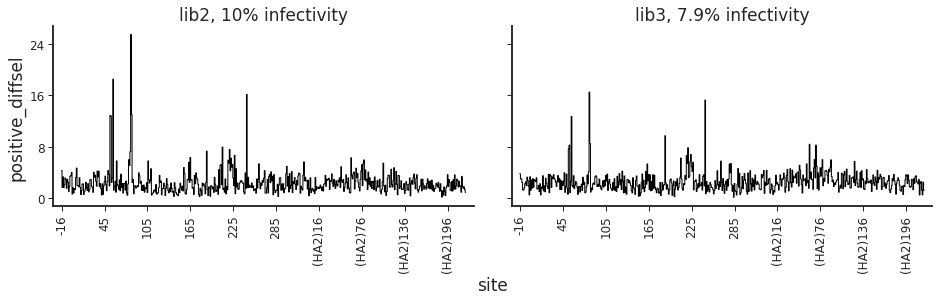 lib2, 10% infectivity
lib3, 7.9% infectivity
positive_diffsel
24
16
8
0
-16
45
105
165
225
285
(HA2)16
(HA2)76
(HA2)136
(HA2)196
-16
45
105
165
225
285
(HA2)16
(HA2)76
(HA2)136
(HA2)196
site